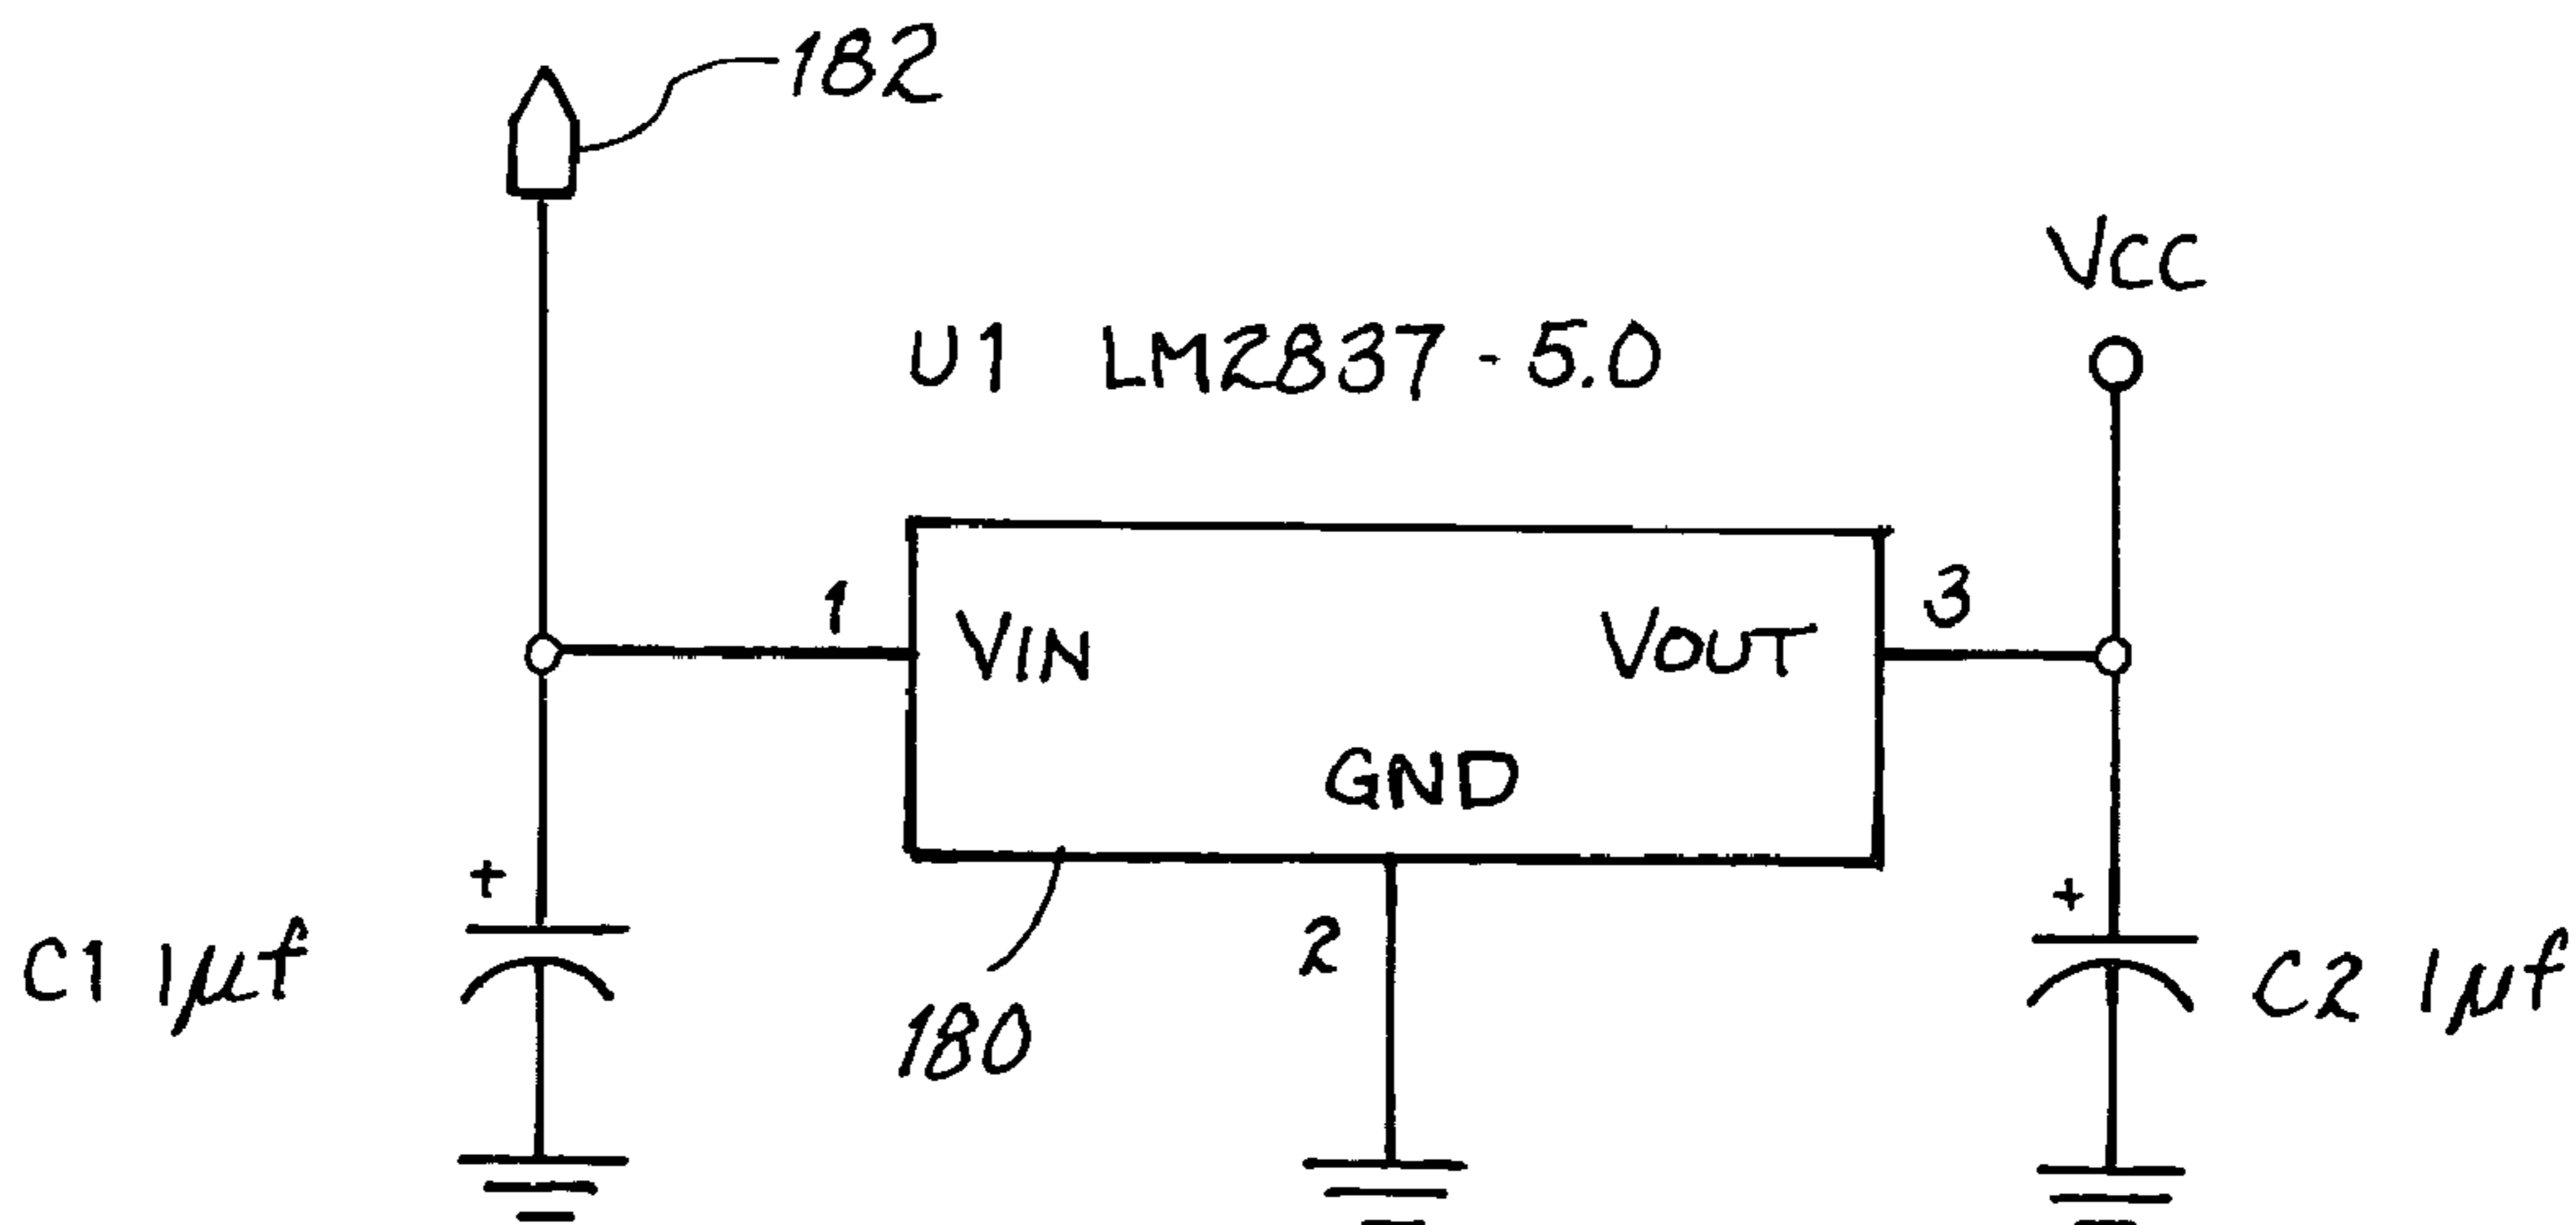 182
VCC
U1 LM2837-5.0
1
3
VIN
VOUT
GND
+
+
C1 1µf
2
C2 1µf
180